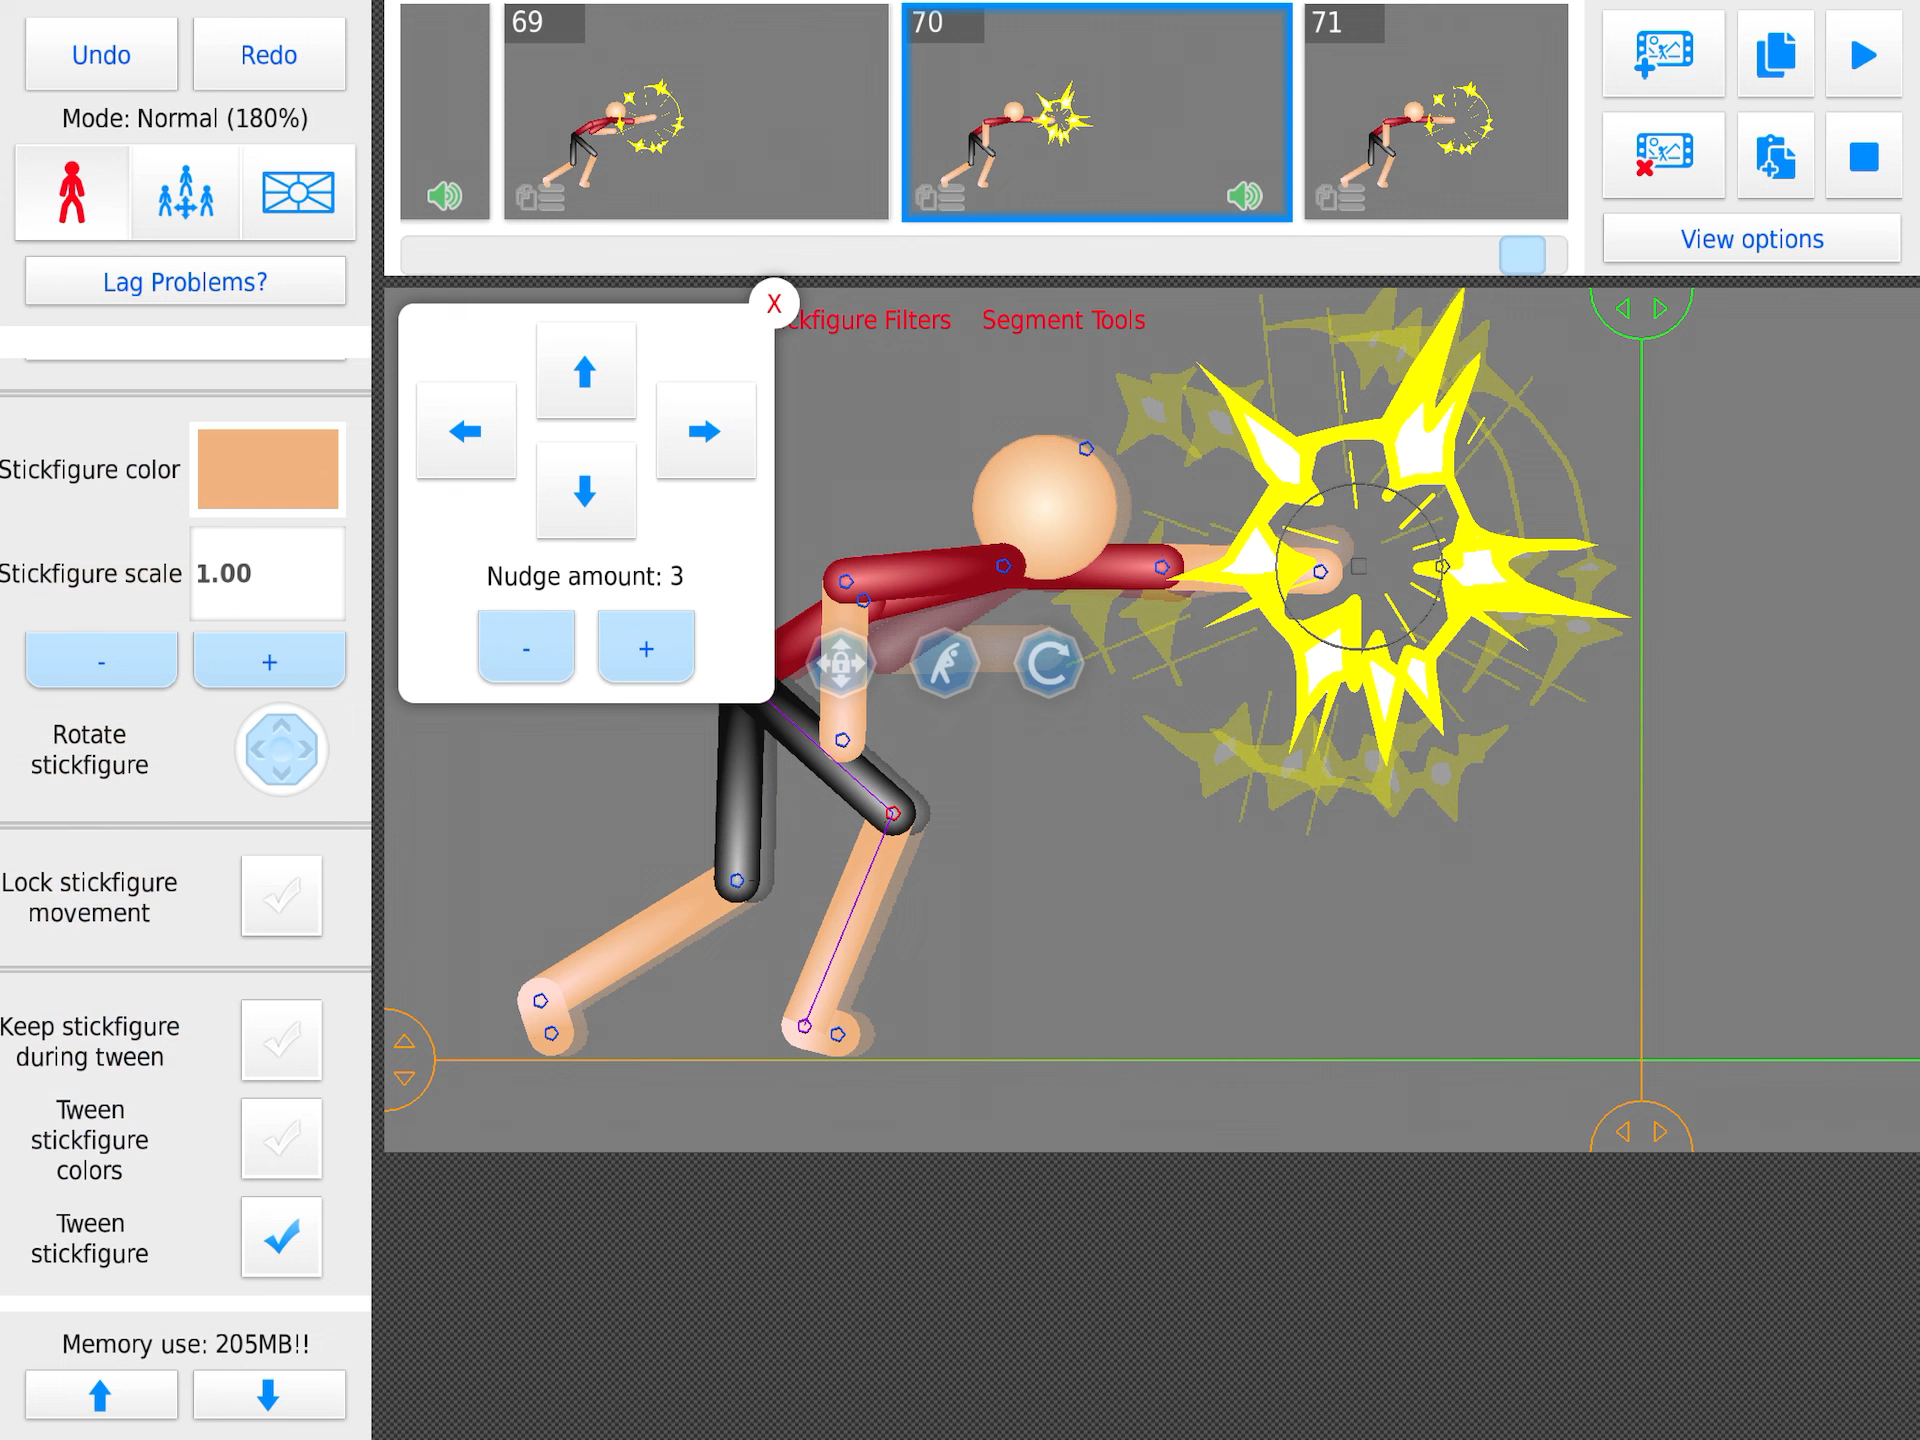 Undo
Redo
Mode: Normal (180%)
Lag Problems?
Stickfigure color
Stickfigure scale
1.00
-
+
Rotate
stickfigure
Lock stickfigure
movement
Keep stickfigure
during tween
Tween
stickfigure
colors
Tween
stickfigure
Memory use: 205MB!!
69
70
71
View options
X
ckfigure Filters
Segment Tools
Nudge amount: 3
-
+